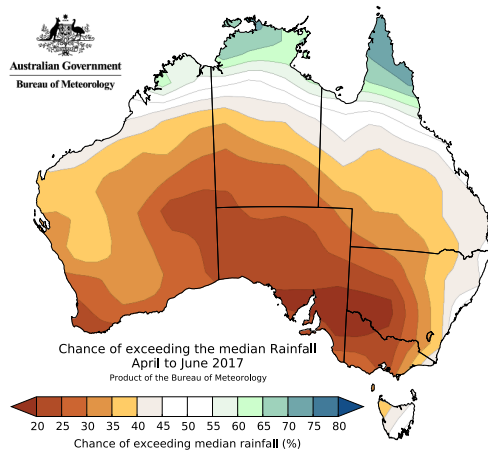 Australian Government
Bureau of Meteorology
Chance of exceeding the median Rainfall
April to June 2017
Product of the Bureau of Meteorology
20 25 30 35 40 45 50 55 60 65 70 75 80
Chance of exceeding median rainfall (%)